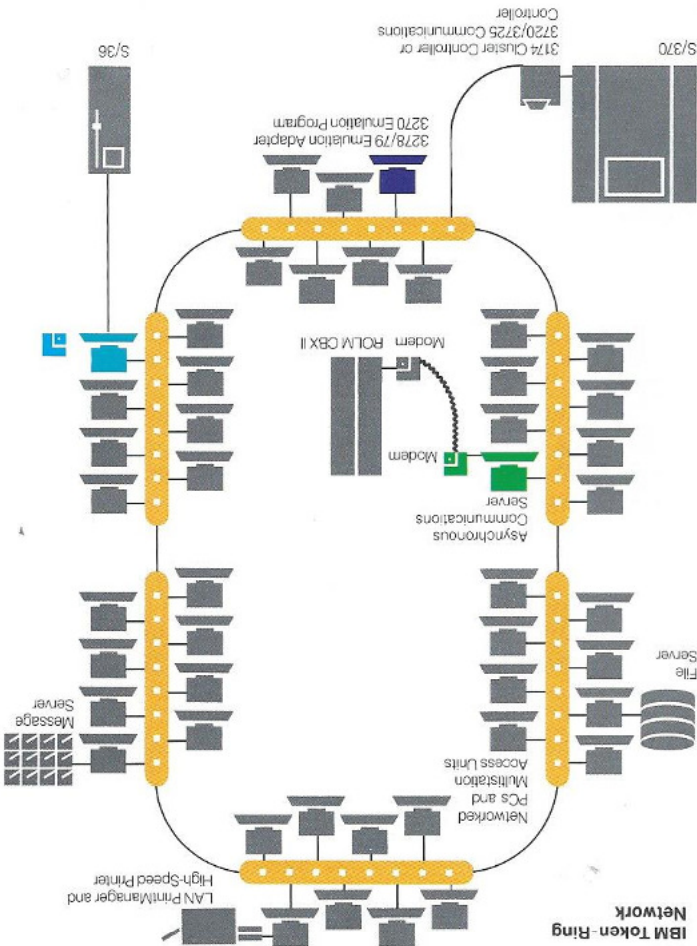 IBM Token-Ring
Network
LAN PrintManager and
High-Speed Printer
Networked
PCs and
Multistation
Access Units
File
Server
Message
Server
Asynchronous
Communications
Server
Modem
Modem
ROLM CBX II
3278/79 Emulation Adapter
3270 Emulation Program
S/370
3174 Cluster Controller or
3720/3725 Communications
Controller
S/36